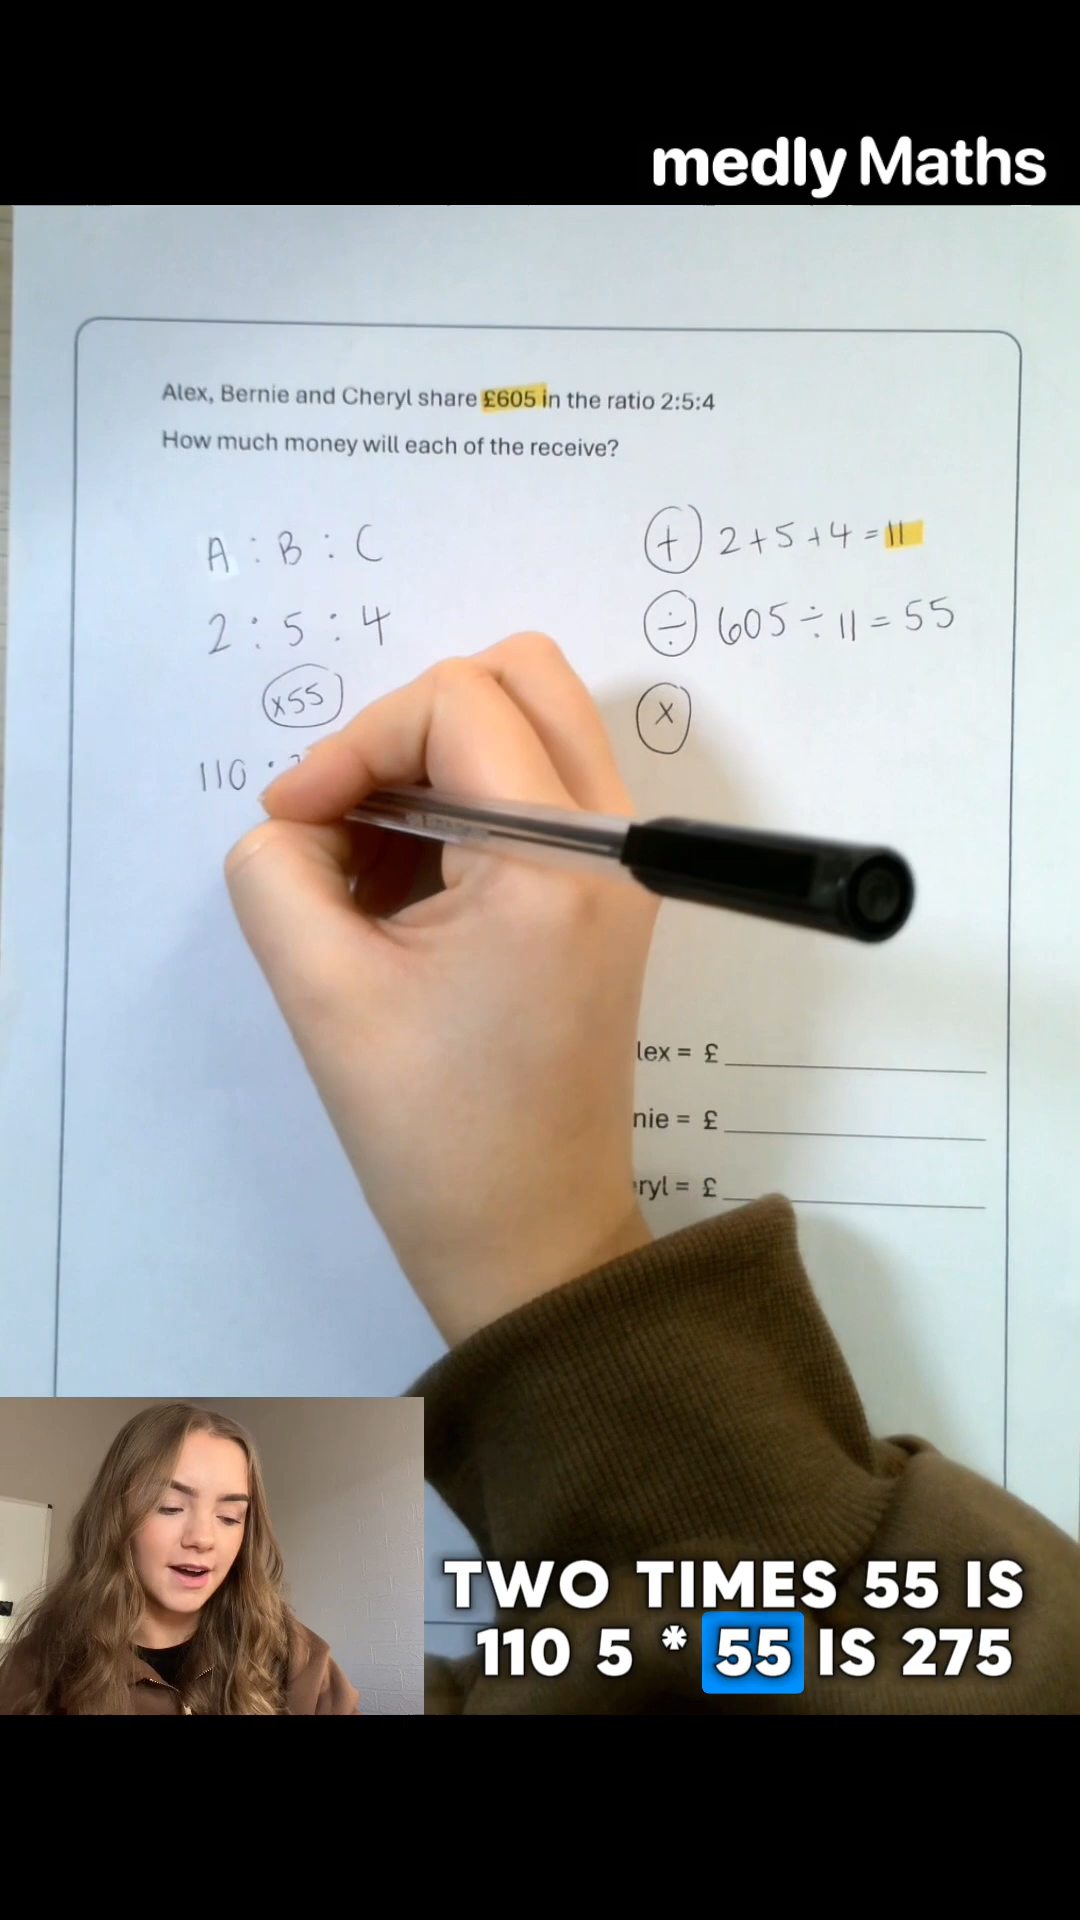 medly Maths
Alex, Bernie and Cheryl share £605 in the ratio 2:5:4
How much money will each of the receive?
A : B : C
2 : 5 : 4
x55
110 :
+ 2+5+4=11
÷ 605÷11=55
x
lex = £
nie = £
ryl = £
TWO TIMES 55 IS
110 5 * 55 IS 275